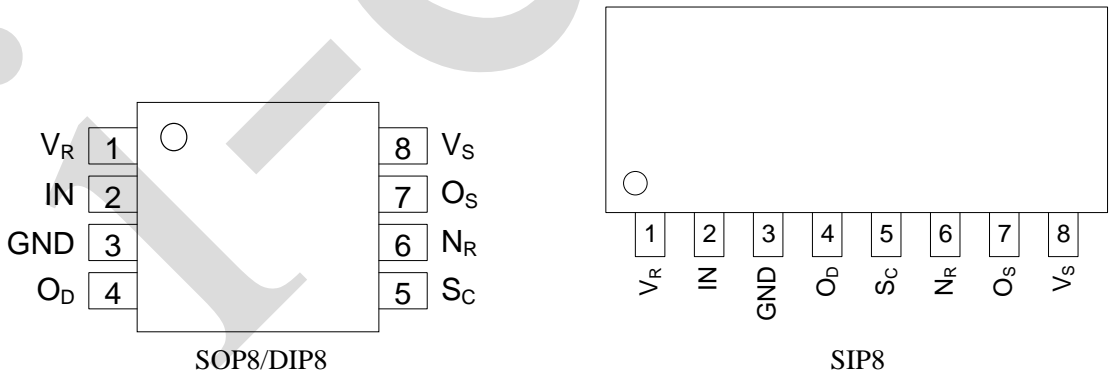 V_R 1 8 V_S
IN 2 7 O_S
GND 3 6 N_R
O_D 4 5 S_C
SOP8/DIP8
1 2 3 4 5 6 7 8
V_R IN GND O_D S_C N_R O_S V_S
SIP8